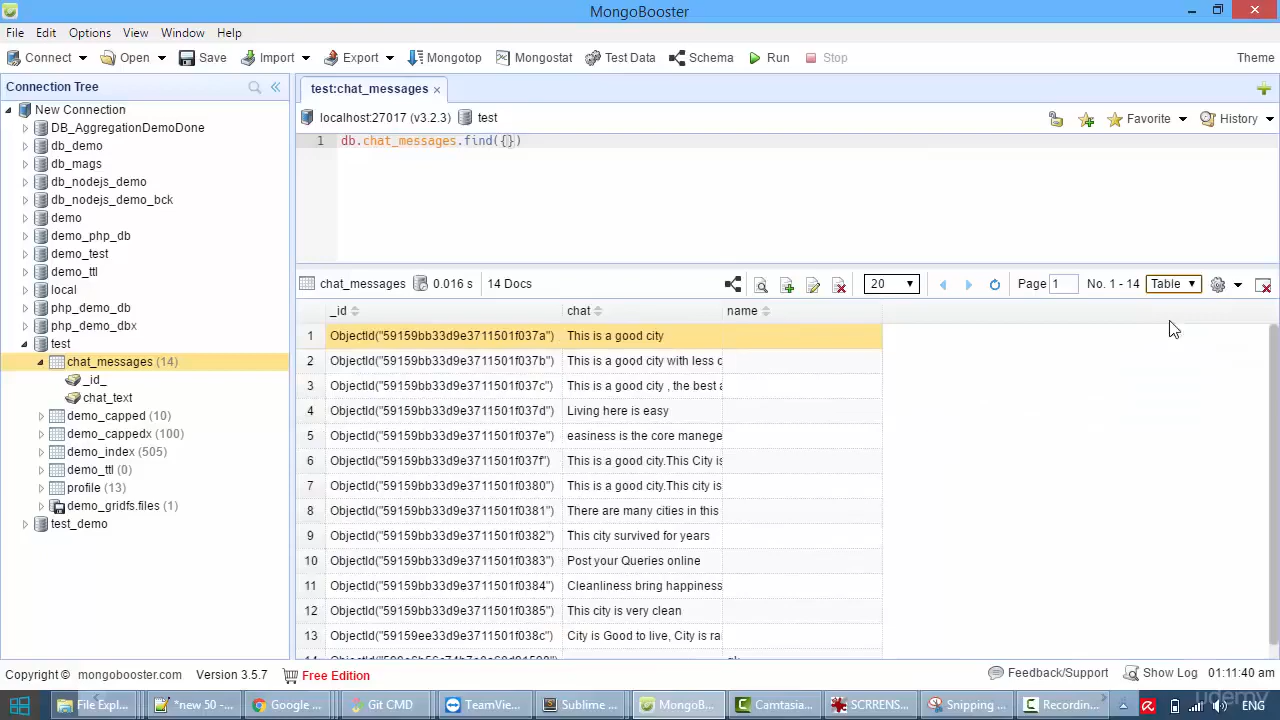 MongoBooster
File Edit Options View Window Help
Connect Open Save Import Export Mongotop Mongostat Test Data Schema Run Stop Theme
Connection Tree
New Connection
DB_AggregationDemoDone
db_demo
db_mags
db_nodejs_demo
db_nodejs_demo_bck
demo
demo_php_db
demo_test
demo_ttl
local
php_demo_db
php_demo_dbx
test
chat_messages (14)
_id_
chat_text
demo_capped (10)
demo_cappedx (100)
demo_index (505)
demo_ttl (0)
profile (13)
demo_gridfs.files (1)
test_demo
test:chat_messages
localhost:27017 (v3.2.3) test
Favorite History
1 db.chat_messages.find({})
chat_messages 0.016 s 14 Docs 20 Page 1 No. 1 - 14 Table
_id chat name
1 ObjectId("59159bb33d9e3711501f037a") This is a good city
2 ObjectId("59159bb33d9e3711501f037b") This is a good city with less c
3 ObjectId("59159bb33d9e3711501f037c") This is a good city , the best a
4 ObjectId("59159bb33d9e3711501f037d") Living here is easy
5 ObjectId("59159bb33d9e3711501f037e") easiness is the core manege
6 ObjectId("59159bb33d9e3711501f037f") This is a good city.This City is
7 ObjectId("59159bb33d9e3711501f0380") This is a good city.This city is
8 ObjectId("59159bb33d9e3711501f0381") There are many cities in this
9 ObjectId("59159bb33d9e3711501f0382") This city survived for years
10 ObjectId("59159bb33d9e3711501f0383") Post your Queries online
11 ObjectId("59159bb33d9e3711501f0384") Cleanliness bring happiness
12 ObjectId("59159bb33d9e3711501f0385") This city is very clean
13 ObjectId("59159ee33d9e3711501f038c") City is Good to live, City is ra
Copyright © mongobooster.com Version 3.5.7 Free Edition Feedback/Support Show Log 01:11:40 am
File Expl... *new 50 -... Google ... Git CMD TeamVie... Sublime ... MongoB... Camtasia... SCRRENS... Snipping ... Recordin... ENG
udemy